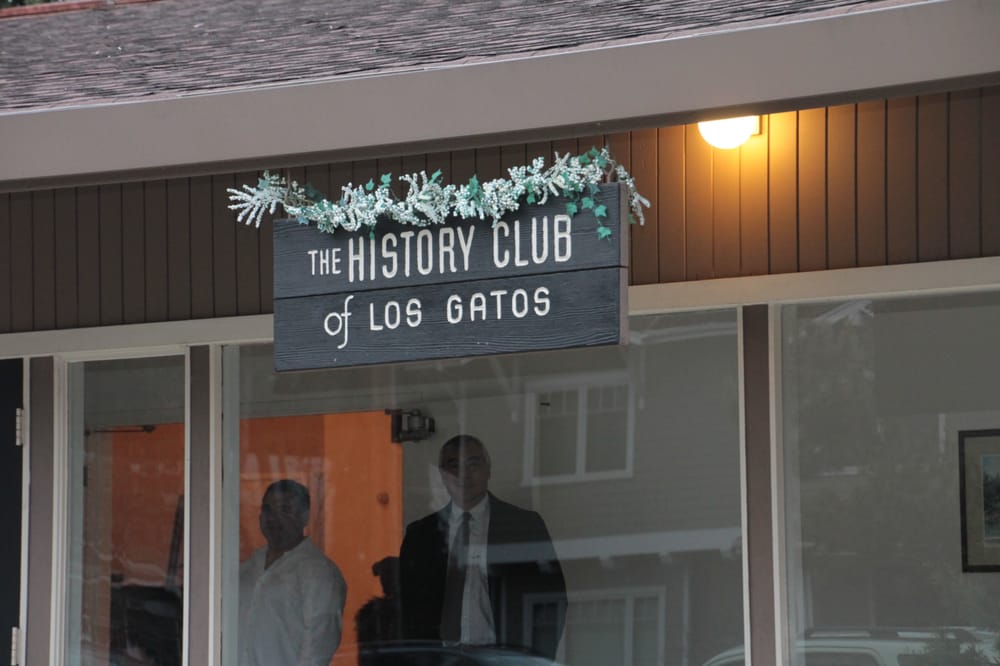 THE HISTORY CLUB
of LOS GATOS